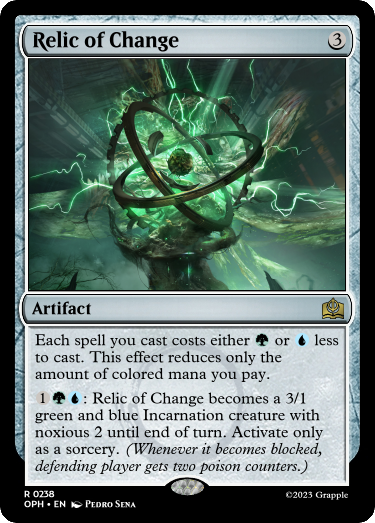 Relic of Change 3
Artifact
Each spell you cast costs either or less
to cast. This effect reduces only the
amount of colored mana you pay.
1 : Relic of Change becomes a 3/1
green and blue Incarnation creature with
noxious 2 until end of turn. Activate only
as a sorcery. (Whenever it becomes blocked,
defending player gets two poison counters.)
R 0238
OPH • EN Pedro Sena
©2023 Grapple